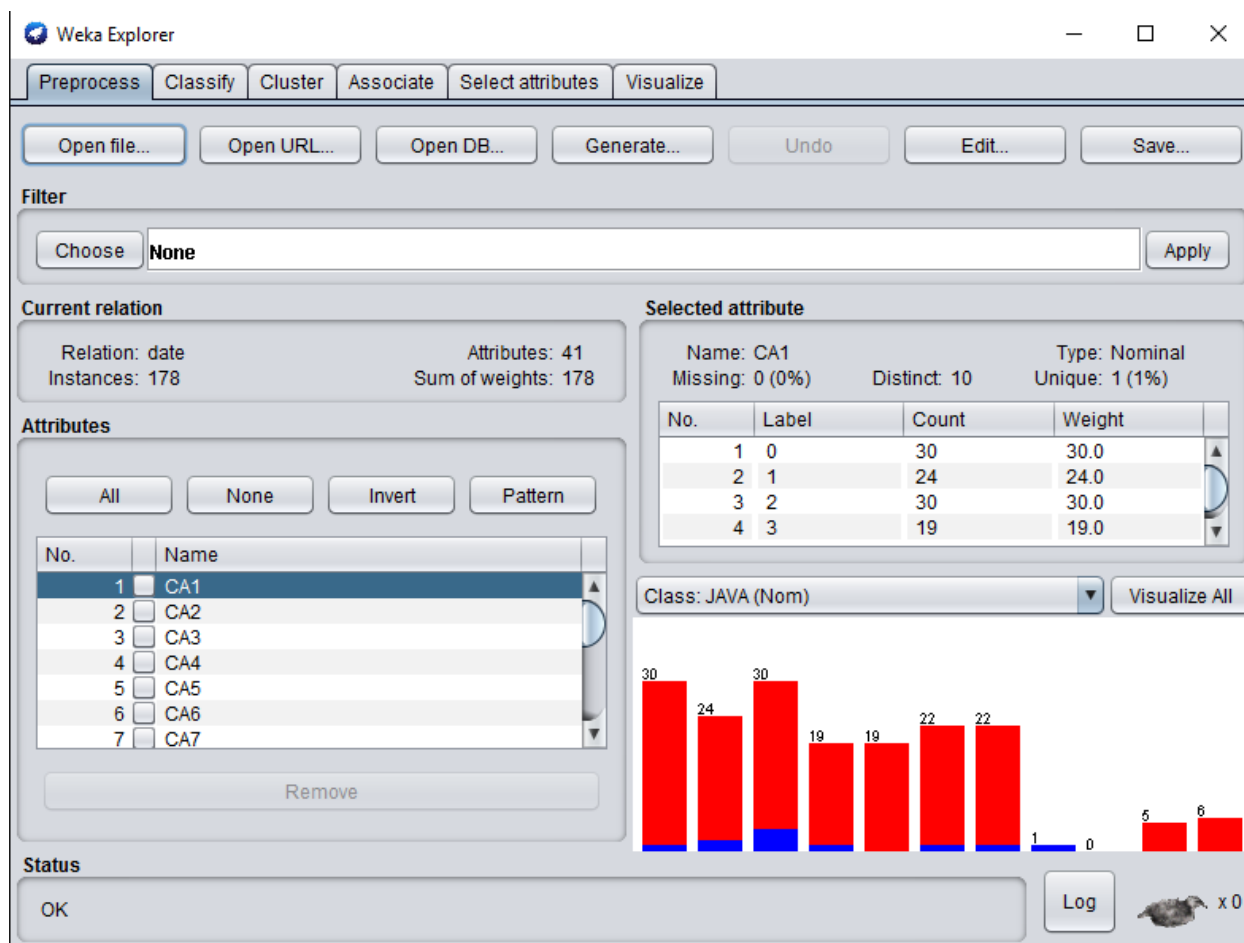 Weka Explorer
Preprocess Classify Cluster Associate Select attributes Visualize
Open file... Open URL... Open DB... Generate... Undo Edit... Save...
Filter
Choose None Apply
Current relation
Relation: date Attributes: 41
Instances: 178 Sum of weights: 178
Attributes
All None Invert Pattern
No. Name
1 CA1
2 CA2
3 CA3
4 CA4
5 CA5
6 CA6
7 CA7
Remove
Selected attribute
Name: CA1 Type: Nominal
Missing: 0 (0%) Distinct: 10 Unique: 1 (1%)
No. Label Count Weight
1 0 30 30.0
2 1 24 24.0
3 2 30 30.0
4 3 19 19.0
Class: JAVA (Nom) Visualize All
30 24 30 19 19 22 22 1 0 5 6
Status
OK
Log x 0